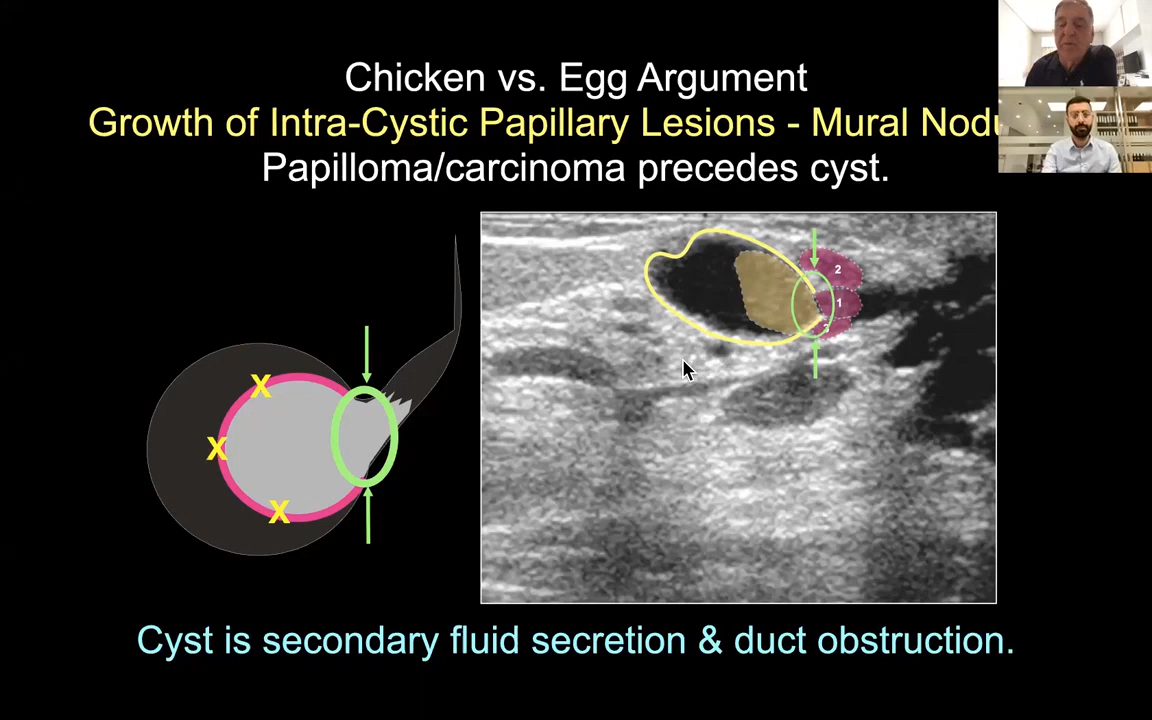 Chicken vs. Egg Argument
Growth of Intra-Cystic Papillary Lesions - Mural
Papilloma/carcinoma precedes cyst.
2
1
3
X
X
X
Cyst is secondary fluid secretion & duct obstruction.